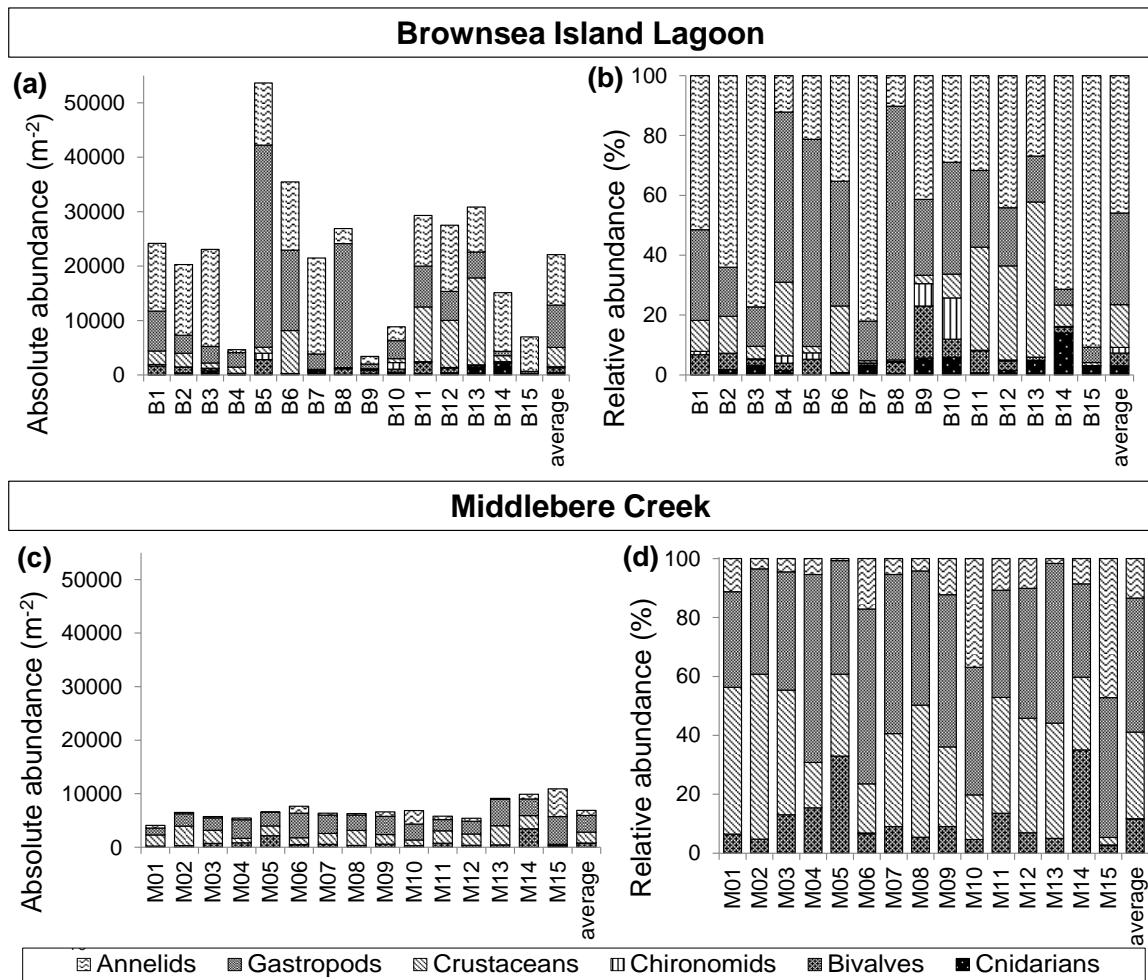 Brownsea Island Lagoon
(a)
Absolute abundance (m-2)
50000
40000
30000
20000
10000
0
B1 B2 B3 B4 B5 B6 B7 B8 B9 B10 B11 B12 B13 B14 B15 average
(b)
Relative abundance (%)
100
80
60
40
20
0
B1 B2 B3 B4 B5 B6 B7 B8 B9 B10 B11 B12 B13 B14 B15 average
Middlebere Creek
(c)
Absolute abundance (m-2)
50000
40000
30000
20000
10000
0
M01 M02 M03 M04 M05 M06 M07 M08 M09 M10 M11 M12 M13 M14 M15 average
(d)
Relative abundance (%)
100
80
60
40
20
0
M01 M02 M03 M04 M05 M06 M07 M08 M09 M10 M11 M12 M13 M14 M15 average
Annelids Gastropods Crustaceans Chironomids Bivalves Cnidarians